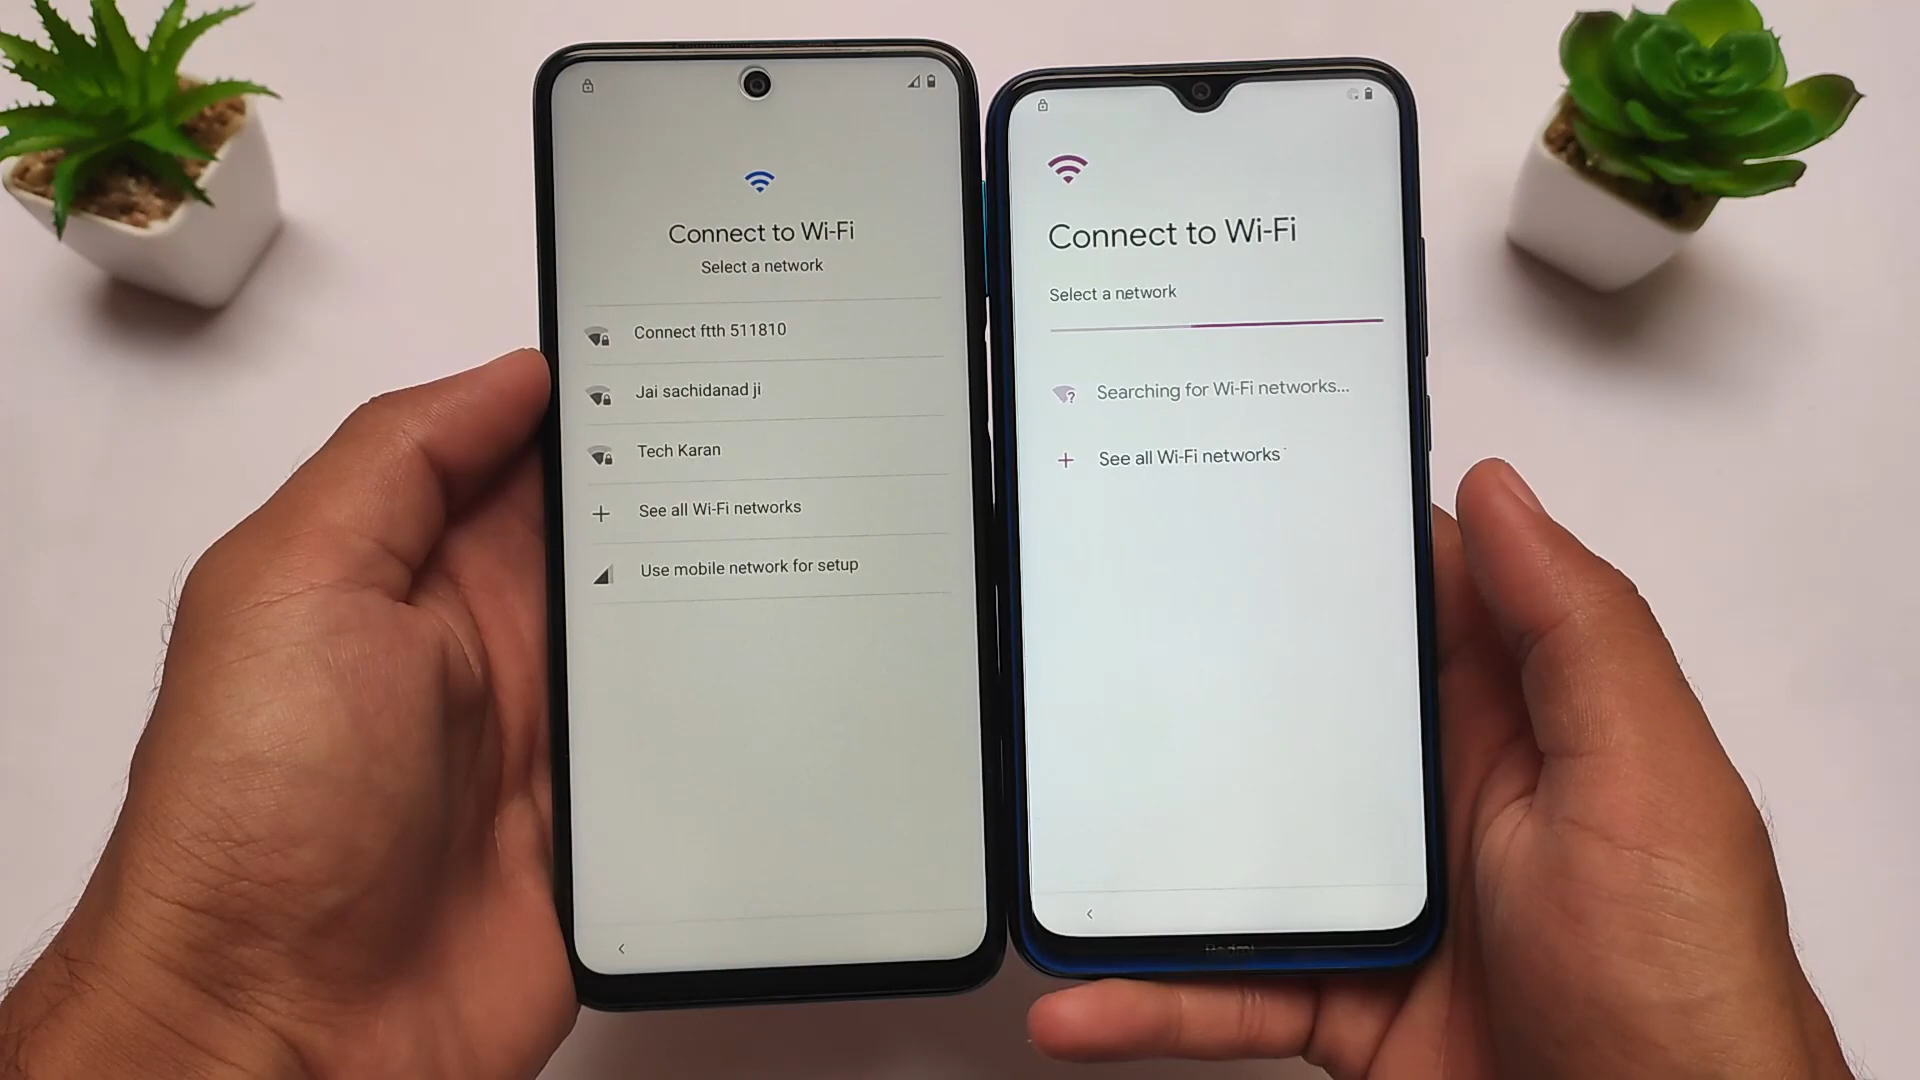 Connect to Wi-Fi
Select a network
Connect ftth 511810
Jai sachidanad ji
Tech Karan
See all Wi-Fi networks
Use mobile network for setup
Connect to Wi-Fi
Select a network
Searching for Wi-Fi networks...
See all Wi-Fi networks
Redmi